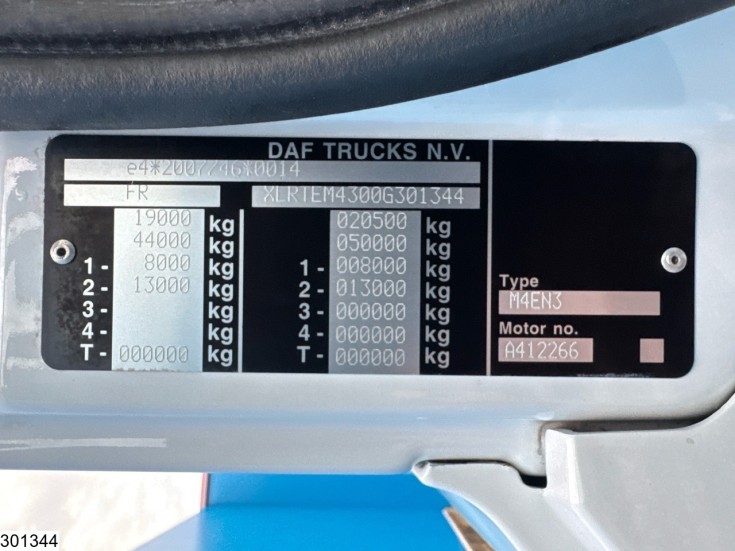 DAF TRUCKS N.V.
e4*2007/46*0014
FR XLRTEM4300G301344
19000 kg 020500 kg
44000 kg 050000 kg
1- 8000 kg 1- 008000 kg
2- 13000 kg 2- 013000 kg
3- kg 3- 000000 kg
4- kg 4- 000000 kg
T- 000000 kg T- 000000 kg
Type
M4EN3
Motor no.
A412266
301344